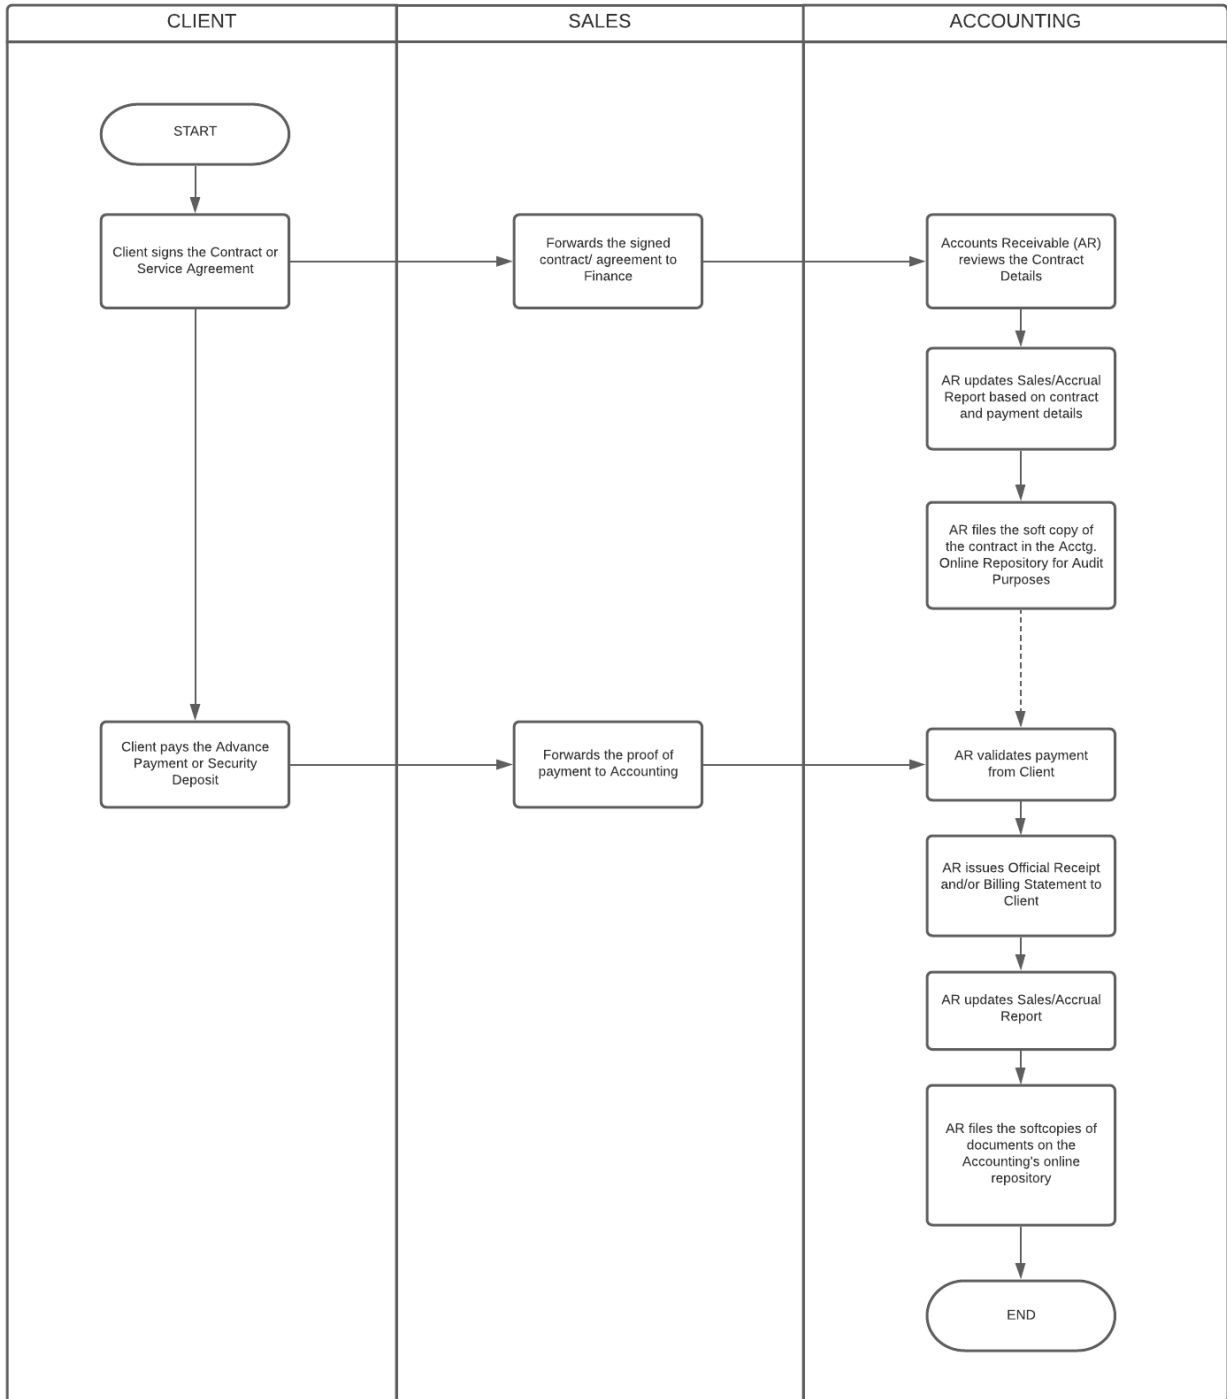 CLIENT
SALES
ACCOUNTING
START
Client signs the Contract or
Service Agreement
Forwards the signed
contract/ agreement to
Finance
Accounts Receivable (AR)
reviews the Contract
Details
AR updates Sales/Accrual
Report based on contract
and payment details
AR files the soft copy of
the contract in the Acctg.
Online Repository for Audit
Purposes
Client pays the Advance
Payment or Security
Deposit
Forwards the proof of
payment to Accounting
AR validates payment
from Client
AR issues Official Receipt
and/or Billing Statement to
Client
AR updates Sales/Accrual
Report
AR files the softcopies of
documents on the
Accounting's online
repository
END